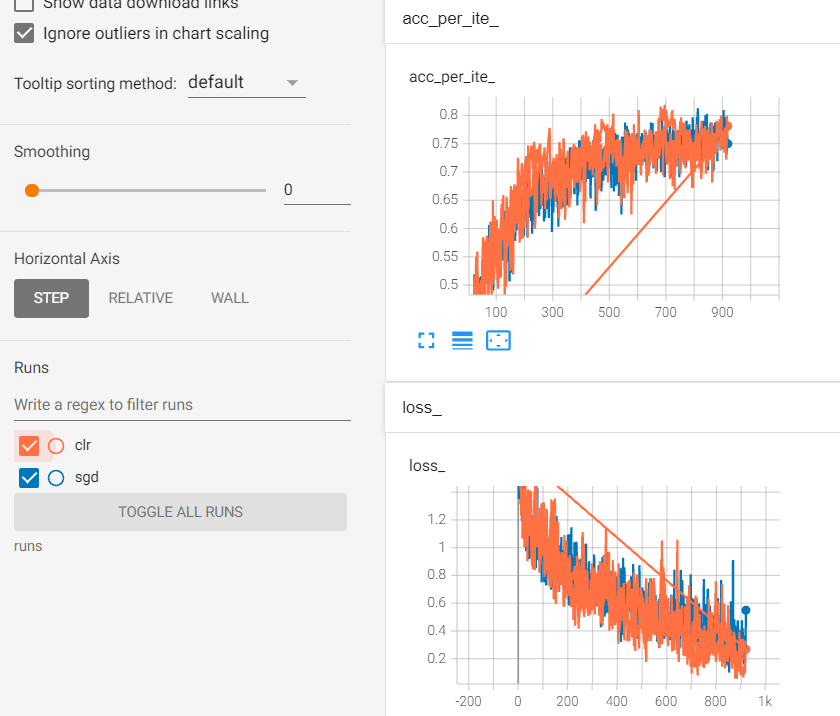 Show data download links
Ignore outliers in chart scaling
Tooltip sorting method: default
Smoothing
0
Horizontal Axis
STEP RELATIVE WALL
Runs
Write a regex to filter runs
clr
sgd
TOGGLE ALL RUNS
runs
acc_per_ite_
acc_per_ite_
0.8
0.75
0.7
0.65
0.6
0.55
0.5
100 300 500 700 900
loss_
loss_
1.2
1
0.8
0.6
0.4
0.2
-200 0 200 400 600 800 1k